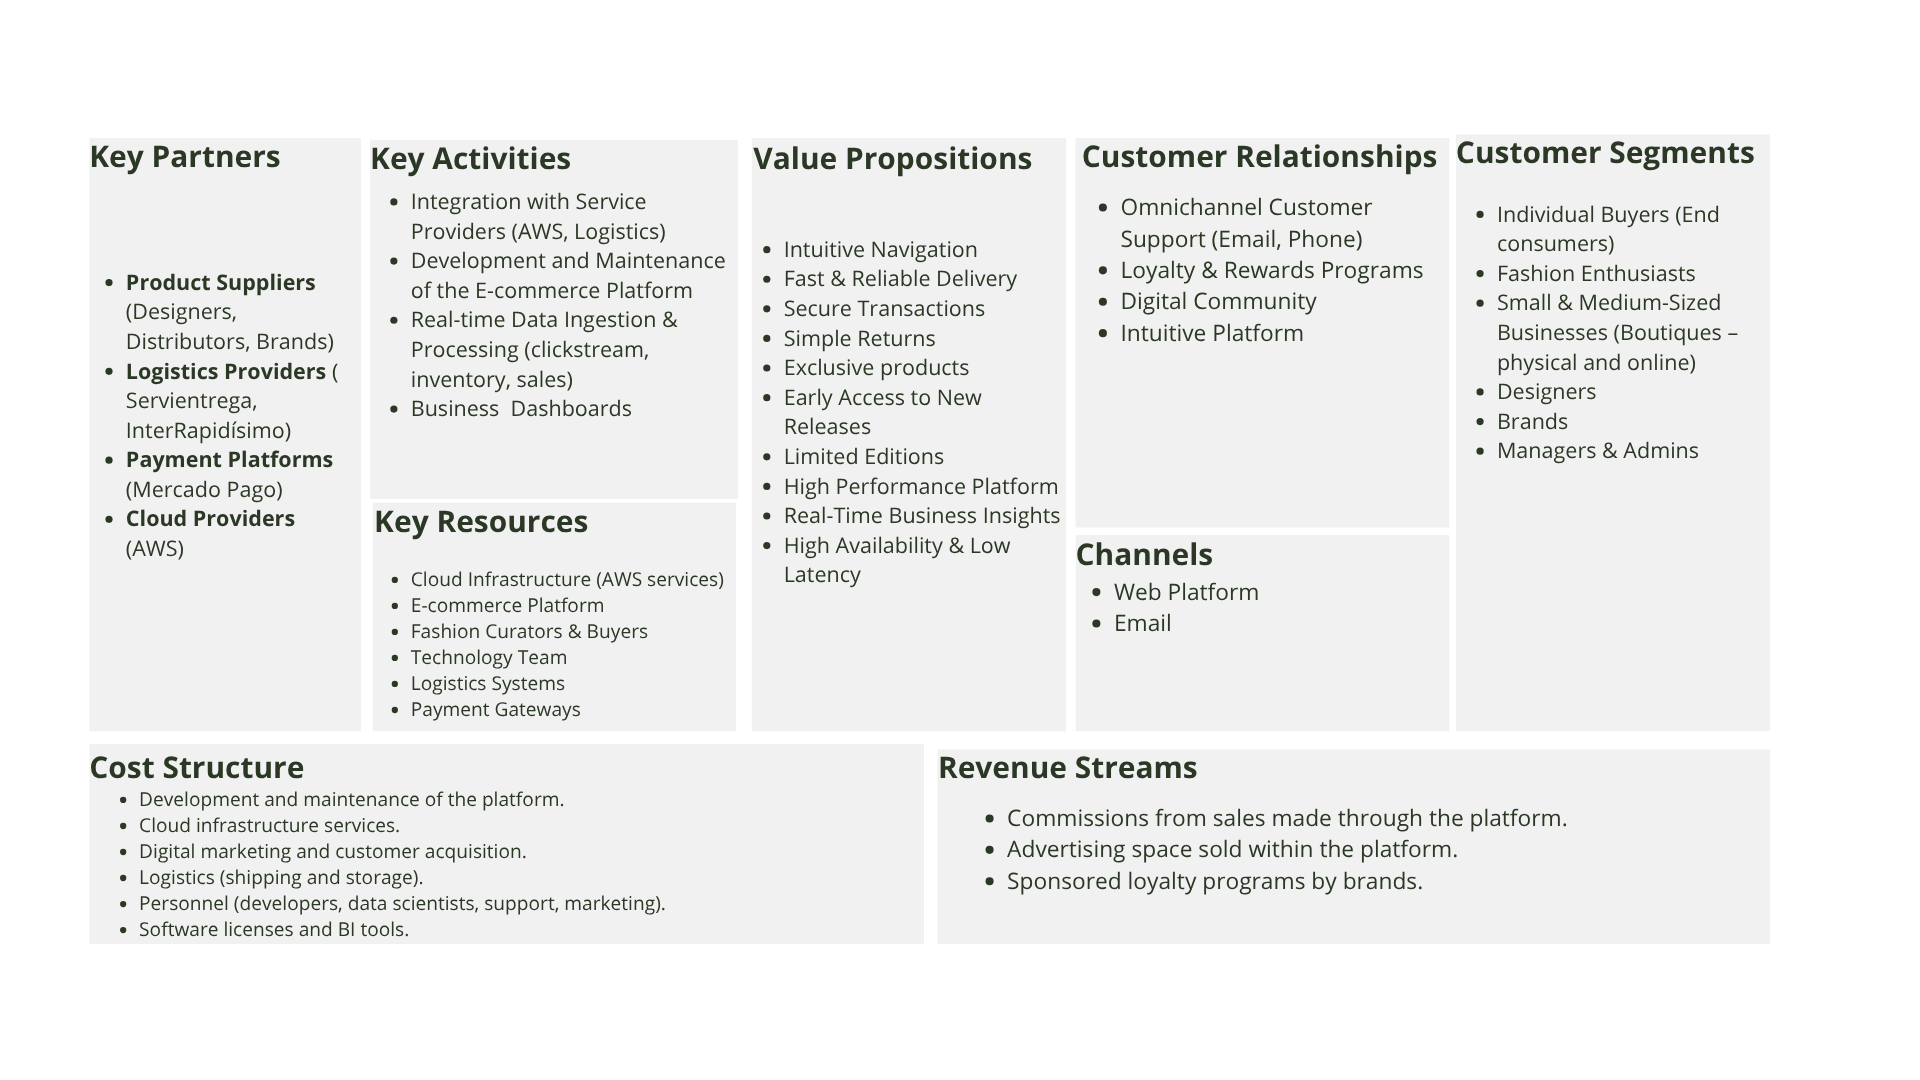 Key Partners
Product Suppliers
(Designers,
Distributors, Brands)
Logistics Providers (
Servientrega,
InterRapidísimo)
Payment Platforms
(Mercado Pago)
Cloud Providers
(AWS)
Key Activities
Integration with Service
Providers (AWS, Logistics)
Development and Maintenance
of the E-commerce Platform
Real-time Data Ingestion &
Processing (clickstream,
inventory, sales)
Business  Dashboards
Key Resources
Cloud Infrastructure (AWS services)
E-commerce Platform
Fashion Curators & Buyers
Technology Team
Logistics Systems
Payment Gateways
Value Propositions
Intuitive Navigation
Fast & Reliable Delivery
Secure Transactions
Simple Returns
Exclusive products
Early Access to New
Releases
Limited Editions
High Performance Platform
Real-Time Business Insights
High Availability & Low
Latency
Customer Relationships
Omnichannel Customer
Support (Email, Phone)
Loyalty & Rewards Programs
Digital Community
Intuitive Platform
Channels
Web Platform
Email
Customer Segments
Individual Buyers (End
consumers)
Fashion Enthusiasts
Small & Medium-Sized
Businesses (Boutiques –
physical and online)
Designers
Brands
Managers & Admins
Cost Structure
Development and maintenance of the platform.
Cloud infrastructure services.
Digital marketing and customer acquisition.
Logistics (shipping and storage).
Personnel (developers, data scientists, support, marketing).
Software licenses and BI tools.
Revenue Streams
Commissions from sales made through the platform.
Advertising space sold within the platform.
Sponsored loyalty programs by brands.